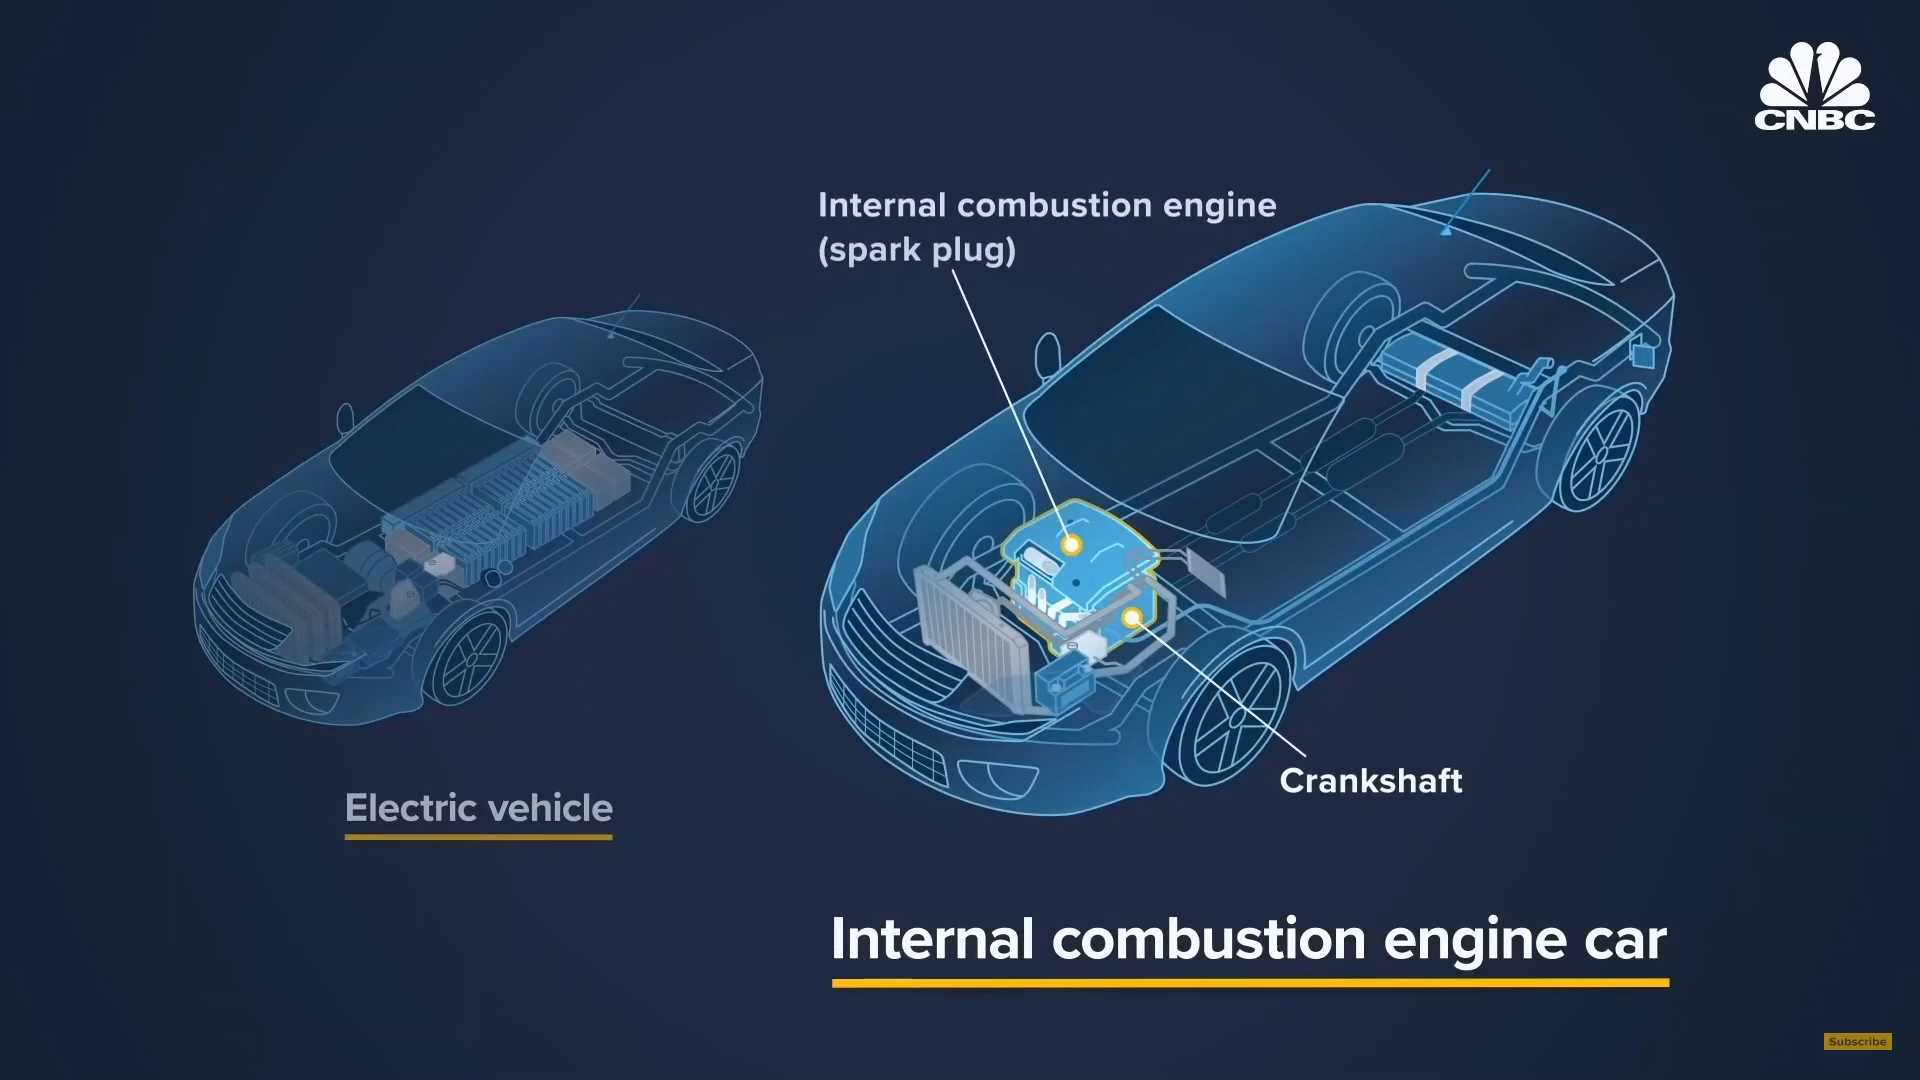 CNBC
Internal combustion engine
(spark plug)
Crankshaft
Electric vehicle
Internal combustion engine car
Subscribe